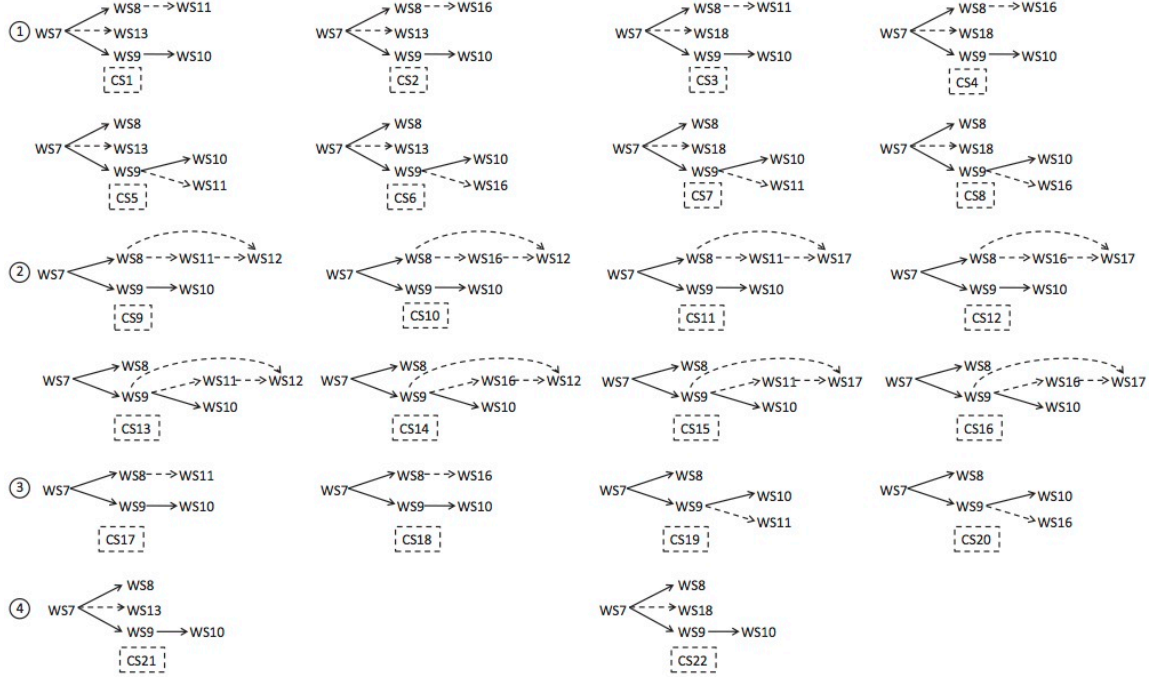 WS8 WS11 WS8 WS16 WS8 WS11 WS8 WS16
① WS7 WS13 WS7 WS13 WS7 WS18 WS7 WS18
WS9 WS10 WS9 WS10 WS9 WS10 WS9 WS10
CS1 CS2 CS3 CS4
WS8 WS8 WS8 WS8
WS7 WS13 WS7 WS13 WS7 WS18 WS7 WS18
WS10 WS10 WS10 WS10
WS9 WS9 WS9 WS9
WS11 WS16 WS11 WS16
CS5 CS6 CS7 CS8
WS8 WS11 WS12 WS8 WS16 WS12 WS8 WS11 WS17 WS8 WS16 WS17
② WS7 WS7 WS7 WS7
WS9 WS10 WS9 WS10 WS9 WS10 WS9 WS10
CS9 CS10 CS11 CS12
WS8 WS8 WS8 WS8
WS7 WS11 WS12 WS7 WS16 WS12 WS7 WS11 WS17 WS7 WS16 WS17
WS9 WS9 WS9 WS9
WS10 WS10 WS10 WS10
CS13 CS14 CS15 CS16
WS8 WS11 WS8 WS16 WS8 WS8
③ WS7 WS7 WS7 WS7
WS10 WS10
WS9 WS10 WS9 WS10 WS9 WS9
WS11 WS16
CS17 CS18 CS19 CS20
WS8 WS8
④ WS7 WS13 WS7 WS18
WS9 WS10 WS9 WS10
CS21 CS22